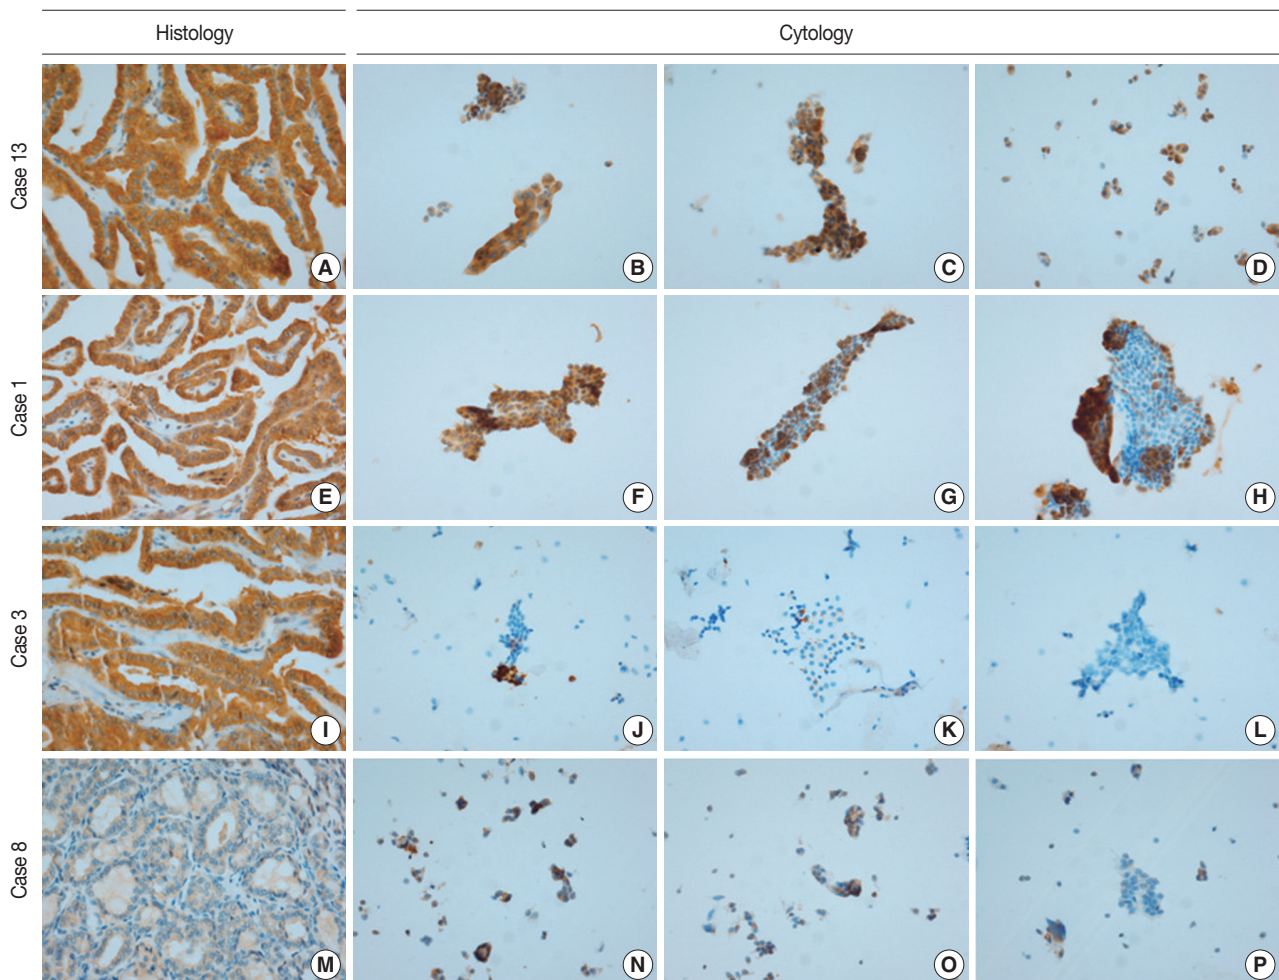 Histology Cytology
Case 13
A B C D
Case 1
E F G H
Case 3
I J K L
Case 8
M N O P